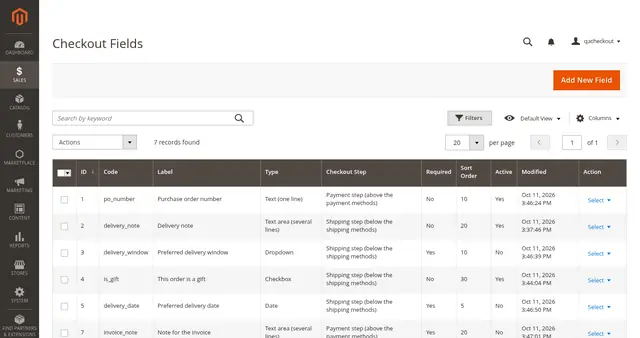 Checkout Fields
qacheckout
DASHBOARD
SALES
CATALOG
CUSTOMERS
MARKETPLACE
MARKETING
CONTENT
REPORTS
STORES
SYSTEM
FIND PARTNERS
& EXTENSIONS
Add New Field
Search by keyword
Filters
Default View
Columns
Actions
7 records found
20
per page
1
of 1
ID Code Label Type Checkout Step Required Sort Order Active Modified Action
1 po_number Purchase order number Text (one line) Payment step (above the payment methods) No 10 Yes Oct 11, 2026 3:46:24 PM Select
2 delivery_note Delivery note Text area (several lines) Shipping step (below the shipping methods) No 20 Yes Oct 11, 2026 3:37:46 PM Select
3 delivery_window Preferred delivery window Dropdown Shipping step (below the shipping methods) Yes 10 No Oct 11, 2026 3:46:39 PM Select
4 is_gift This order is a gift Checkbox Shipping step (below the shipping methods) No 30 Yes Oct 11, 2026 3:44:04 PM Select
5 delivery_date Preferred delivery date Date Shipping step (below the shipping methods) Yes 5 No Oct 11, 2026 3:46:50 PM Select
7 invoice_note Note for the invoice Text area (several lines) Payment step (above the payment methods) Yes 20 No Oct 11, 2026 3:47:01 PM Select